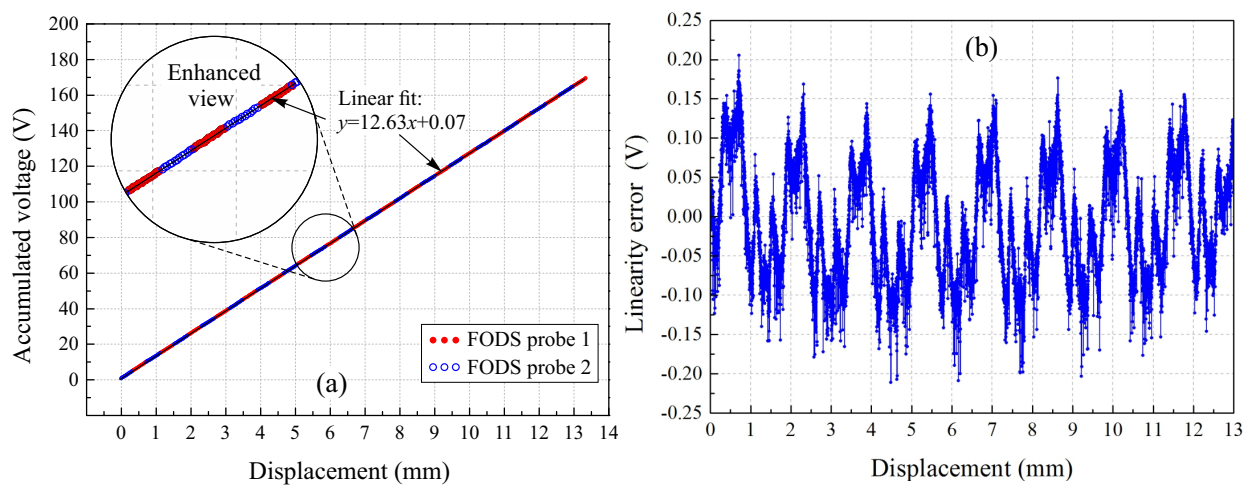 200
180
160
140
120
100
80
60
40
20
0
Accumulated voltage (V)
Enhanced
view
Linear fit:
y=12.63x+0.07
FODS probe 1
FODS probe 2
(a)
0 1 2 3 4 5 6 7 8 9 10 11 12 13 14
Displacement (mm)
0.25
0.20
0.15
0.10
0.05
0.00
-0.05
-0.10
-0.15
-0.20
-0.25
Linearity error (V)
(b)
0 1 2 3 4 5 6 7 8 9 10 11 12 13
Displacement (mm)